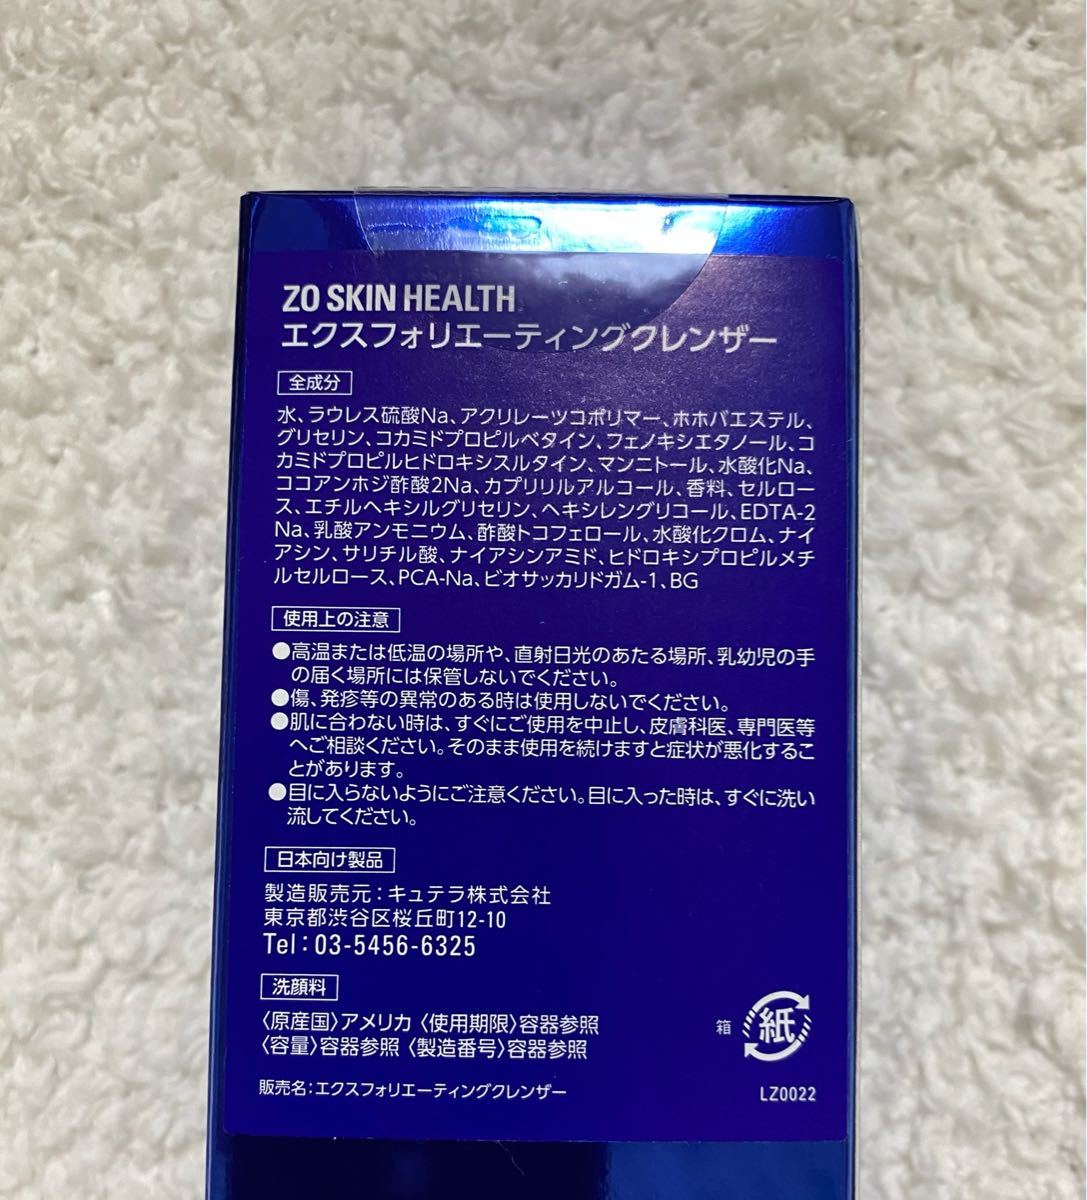 ZO SKIN HEALTH
エクスフォリエーティングクレンザー
全成分
水、ラウレス硫酸Na、アクリレーツコポリマー、ホホバエステル、
グリセリン、コカミドプロピルベタイン、フェノキシエタノール、コ
カミドプロピルヒドロキシスルタイン、マンニトール、水酸化Na、
ココアンホジ酢酸2Na、カプリリルアルコール、香料、セルロー
ス、エチルヘキシルグリセリン、ヘキシレングリコール、EDTA-2
Na、乳酸アンモニウム、酢酸トコフェロール、水酸化クロム、ナイ
アシン、サリチル酸、ナイアシンアミド、ヒドロキシプロピルメチ
ルセルロース、PCA-Na、ビオサッカリドガム-1、BG
使用上の注意
●高温または低温の場所や、直射日光のあたる場所、乳幼児の手
の届く場所には保管しないでください。
●傷、発疹等の異常のある時は使用しないでください。
●肌に合わない時は、すぐにご使用を中止し、皮膚科医、専門医等
へご相談ください。そのまま使用を続けますと症状が悪化するこ
とがあります。
●目に入らないようにご注意ください。目に入った時は、すぐに洗い
流してください。
日本向け製品
製造販売元：キュテラ株式会社
東京都渋谷区桜丘町12-10
Tel：03-5456-6325
洗顔料
〈原産国〉アメリカ 〈使用期限〉容器参照
〈容量〉容器参照 〈製造番号〉容器参照
箱 紙
販売名：エクスフォリエーティングクレンザー
LZ0022